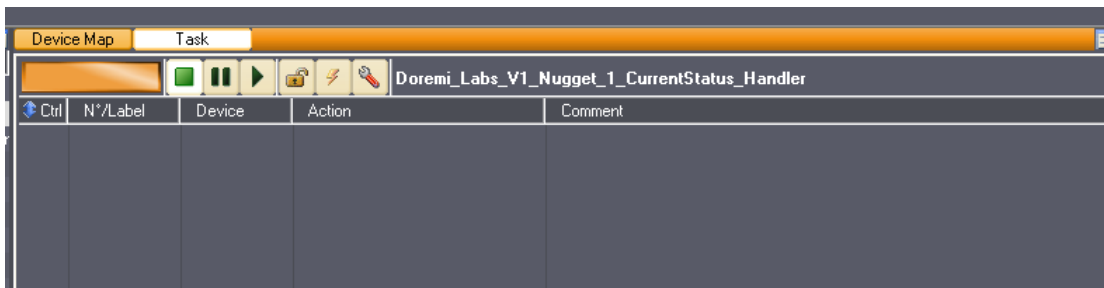 Device Map Task
Doremi_Labs_V1_Nugget_1_CurrentStatus_Handler
Ctrl N°/Label Device Action Comment